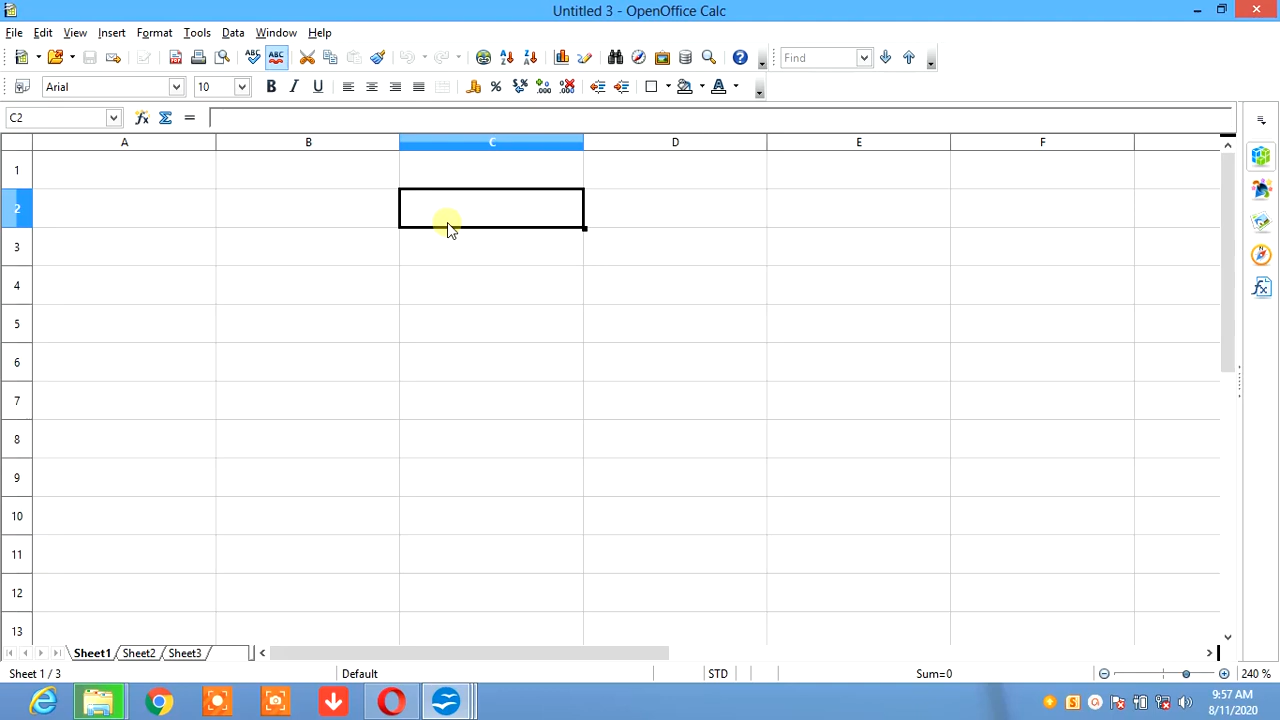 Untitled 3 - OpenOffice Calc
File Edit View Insert Format Tools Data Window Help
ABC ABC Find
Arial 10 B I U
C2
A B C D E F
1
2
3
4
5
6
7
8
9
10
11
12
13
Sheet1 Sheet2 Sheet3
Sheet 1 / 3 Default STD Sum=0 240 %
9:57 AM
8/11/2020